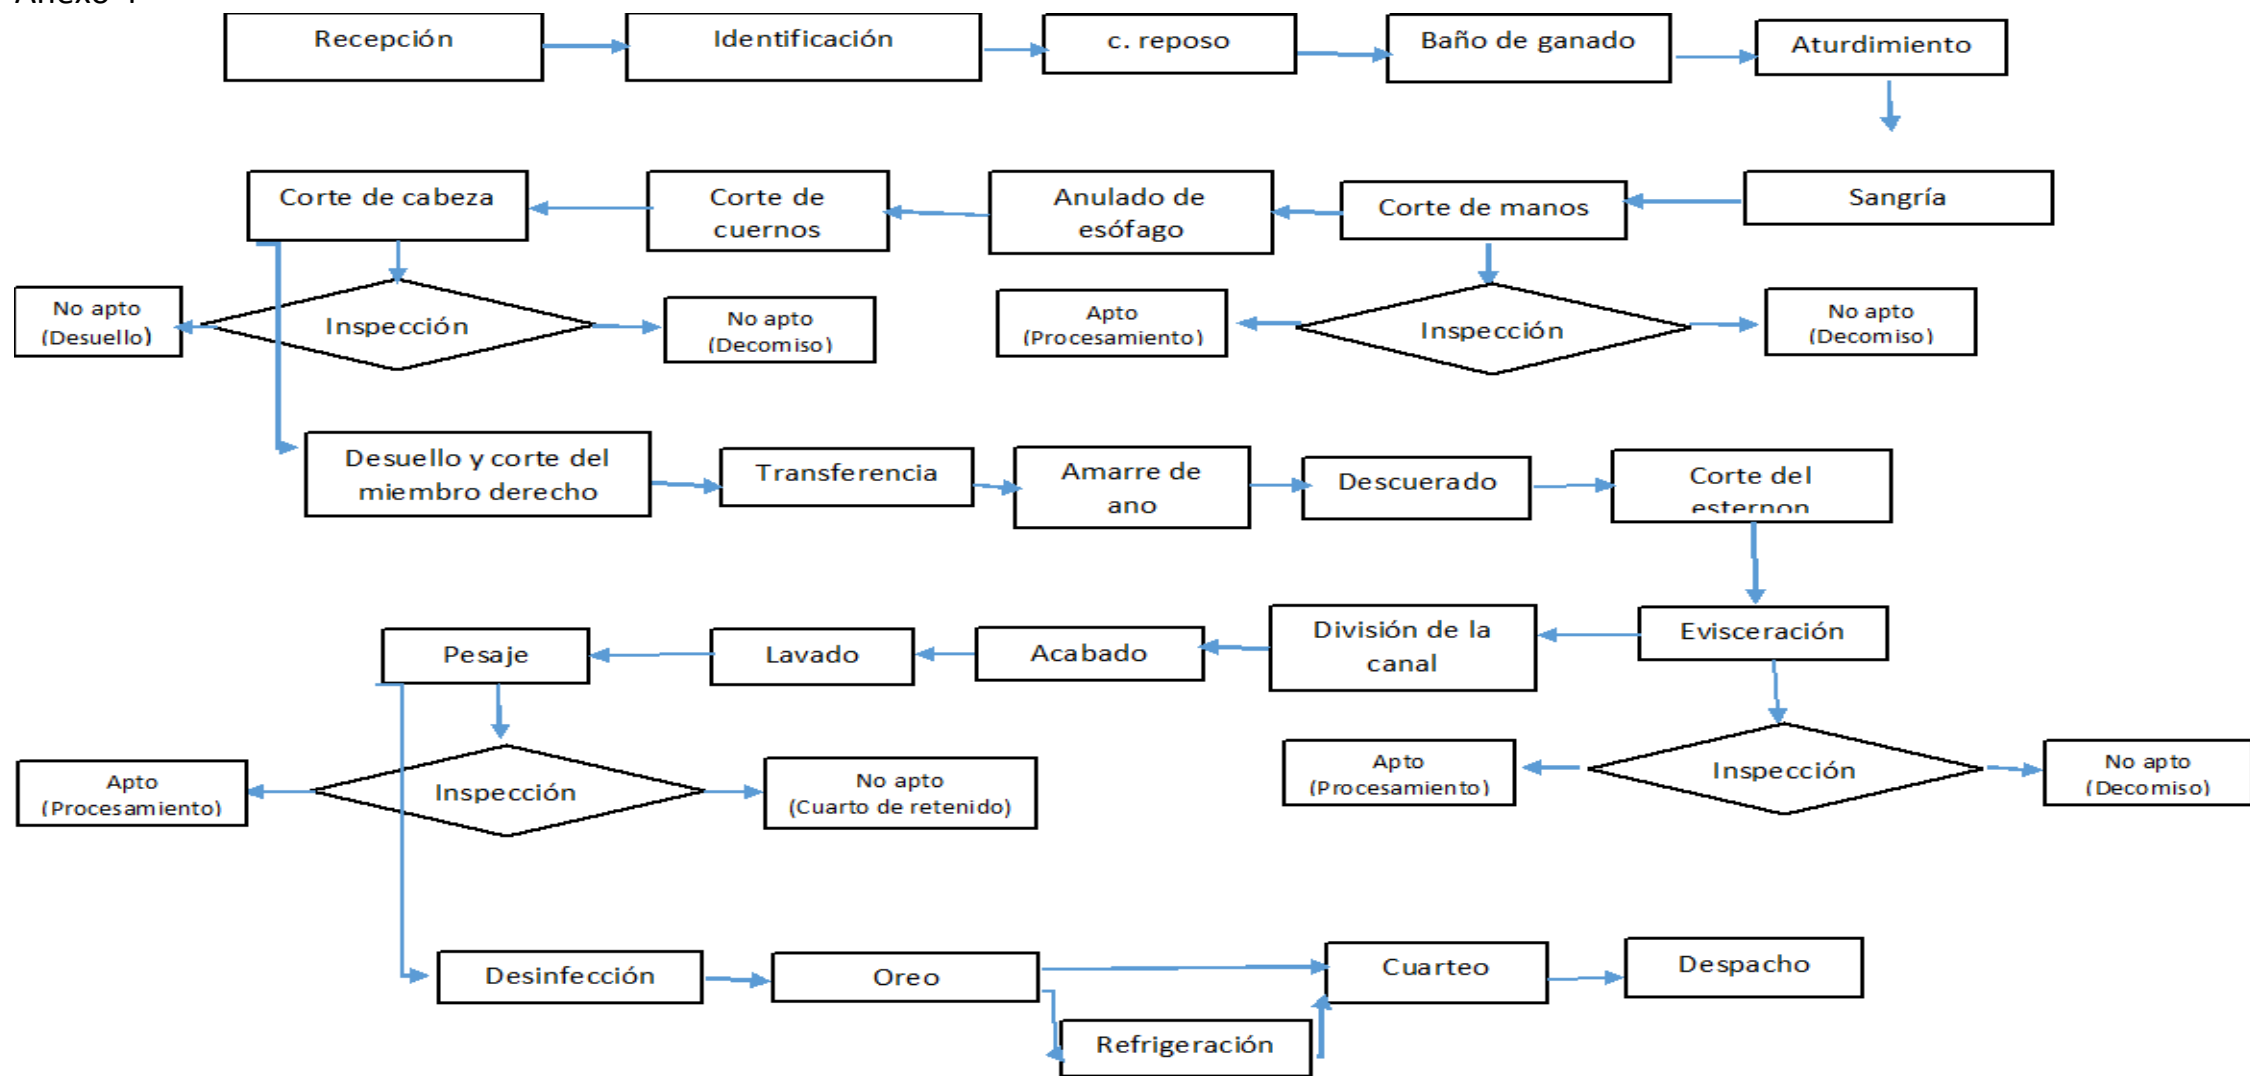 Recepción
Identificación
c. reposo
Baño de ganado
Aturdimiento
Corte de cabeza
Corte de
cuernos
Anulado de
esófago
Corte de manos
Sangría
No apto
(Desuello)
Inspección
No apto
(Decomiso)
Apto
(Procesamiento)
Inspección
No apto
(Decomiso)
Desuello y corte del
miembro derecho
Transferencia
Amarre de
ano
Descuerado
Corte del
esternon
Pesaje
Lavado
Acabado
División de la
canal
Evisceración
Apto
(Procesamiento)
Inspección
No apto
(Cuarto de retenido)
Apto
(Procesamiento)
Inspección
No apto
(Decomiso)
Desinfección
Oreo
Cuarteo
Despacho
Refrigeración